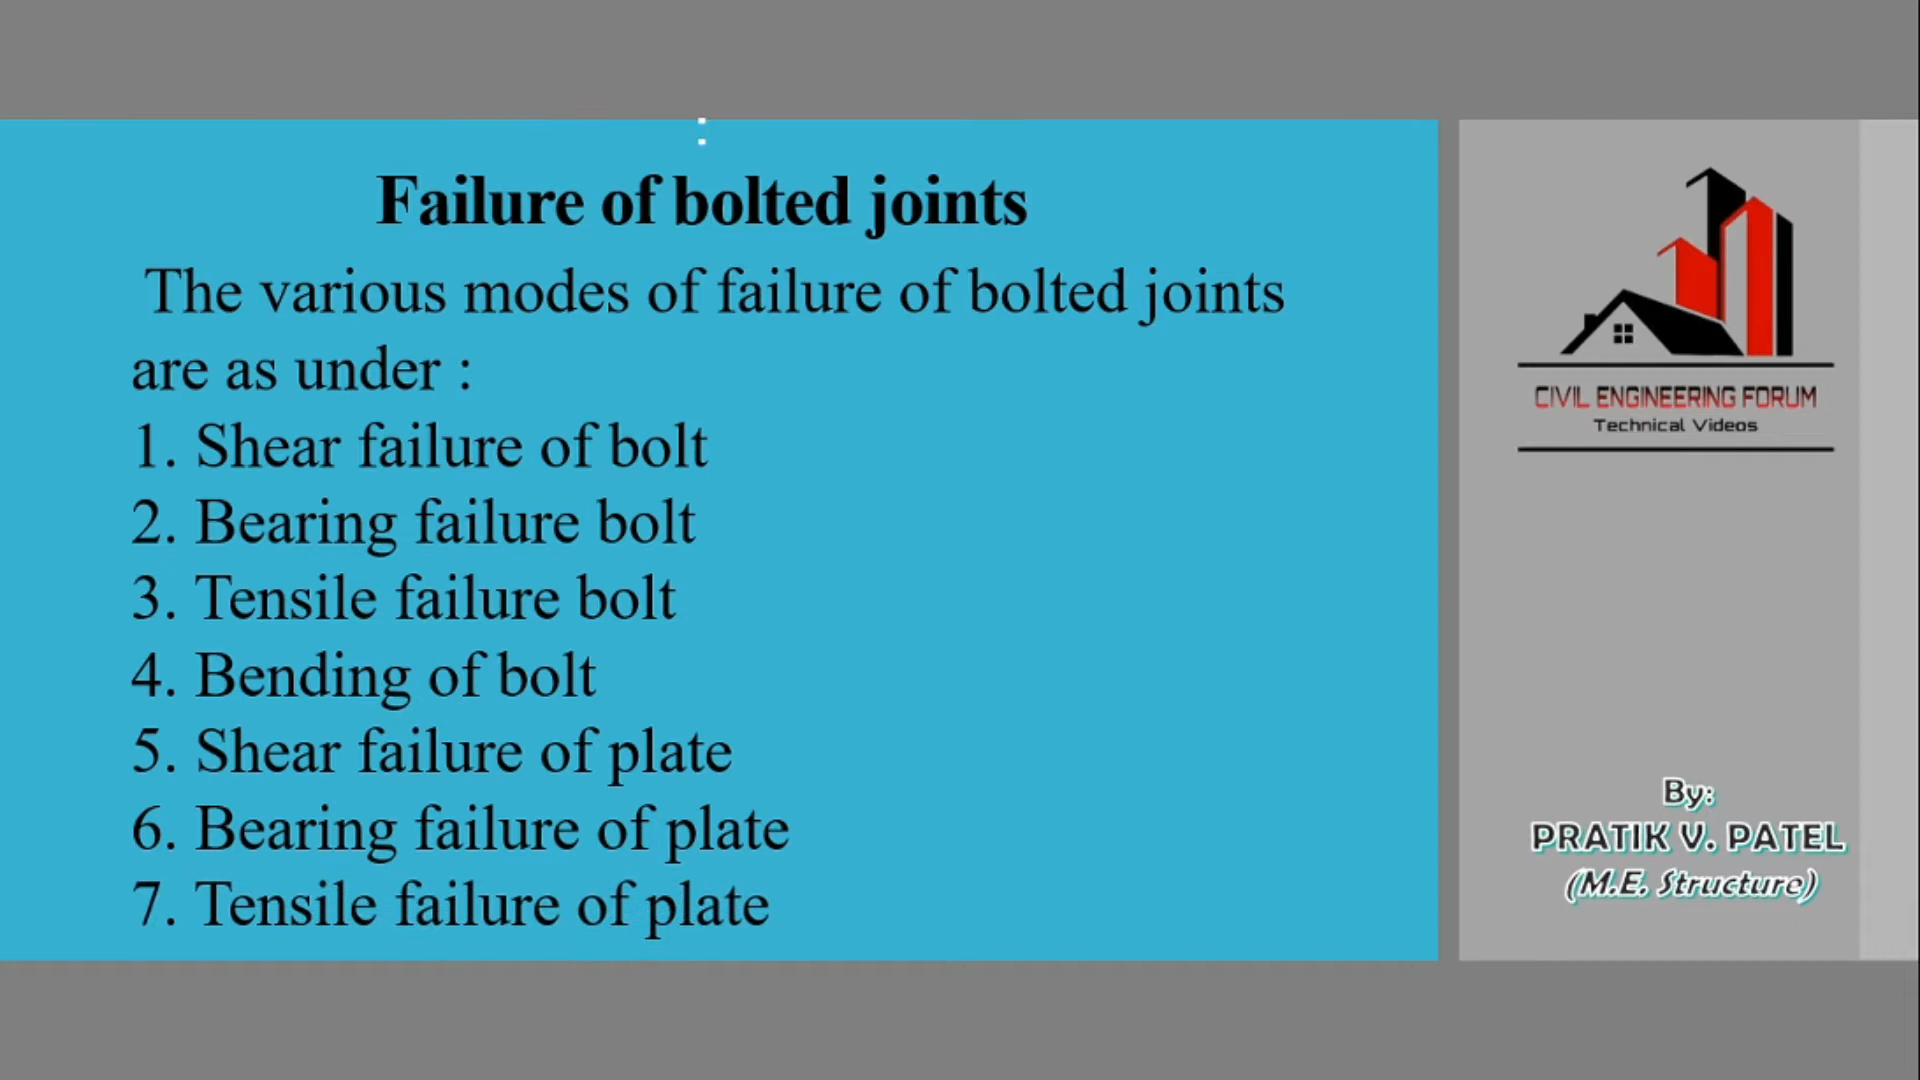 Failure of bolted joints
The various modes of failure of bolted joints
are as under :
1. Shear failure of bolt
2. Bearing failure bolt
3. Tensile failure bolt
4. Bending of bolt
5. Shear failure of plate
6. Bearing failure of plate
7. Tensile failure of plate
CIVIL ENGINEERING FORUM
Technical Videos
By:
PRATIK V. PATEL
(M.E. Structure)